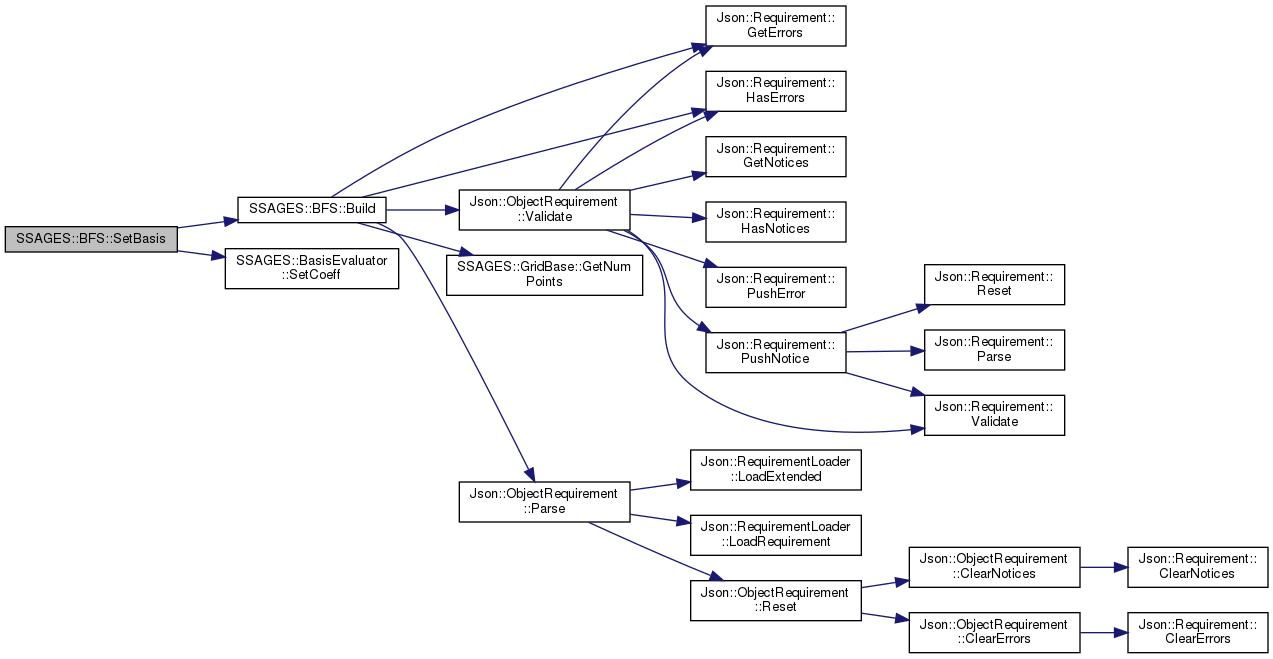 Json::Requirement::
GetErrors
Json::Requirement::
HasErrors
Json::Requirement::
GetNotices
SSAGES::BFS::Build
Json::ObjectRequirement
::Validate
Json::Requirement::
HasNotices
SSAGES::BFS::SetBasis
SSAGES::BasisEvaluator
::SetCoeff
SSAGES::GridBase::GetNum
Points
Json::Requirement::
PushError
Json::Requirement::
Reset
Json::Requirement::
PushNotice
Json::Requirement::
Parse
Json::Requirement::
Validate
Json::RequirementLoader
::LoadExtended
Json::ObjectRequirement
::Parse
Json::RequirementLoader
::LoadRequirement
Json::ObjectRequirement
::ClearNotices
Json::Requirement::
ClearNotices
Json::ObjectRequirement
::Reset
Json::ObjectRequirement
::ClearErrors
Json::Requirement::
ClearErrors